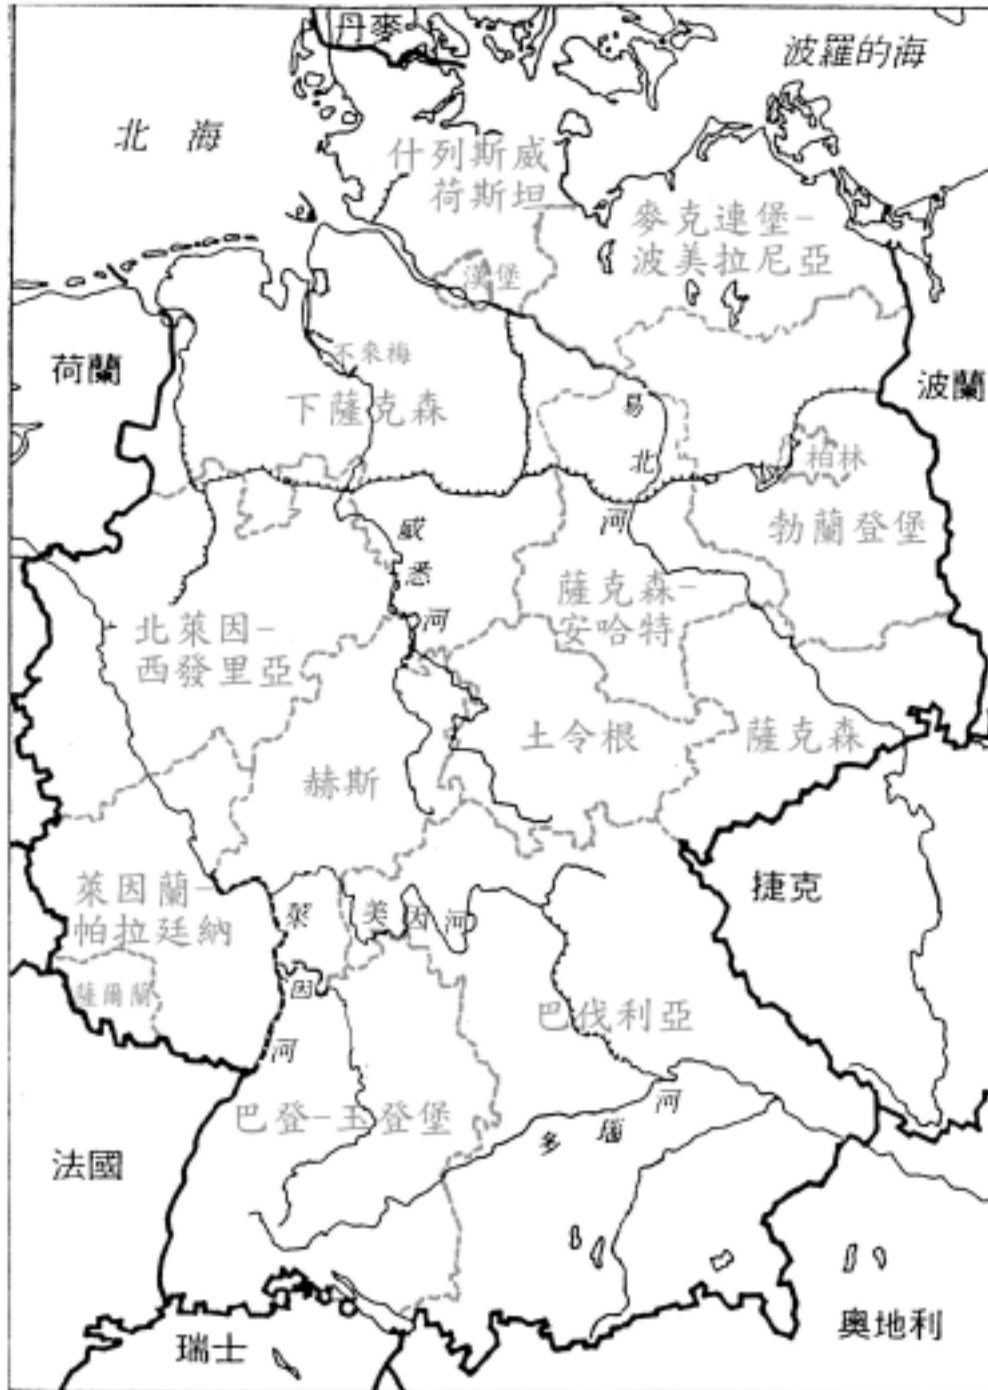 丹麥
波羅的海
北海
什列斯威
荷斯坦
麥克連堡-
波美拉尼亞
漢堡
荷蘭
不來梅
下薩克森
波蘭
易
北
河
柏林
勃蘭登堡
威
悉
河
薩克森-
安哈特
北萊因-
西發里亞
土令根
薩克森
赫斯
捷克
萊因蘭-
帕拉廷納
萊
因
河
美因河
薩爾蘭
巴伐利亞
巴登-王登堡
多瑙河
法國
瑞士
奧地利